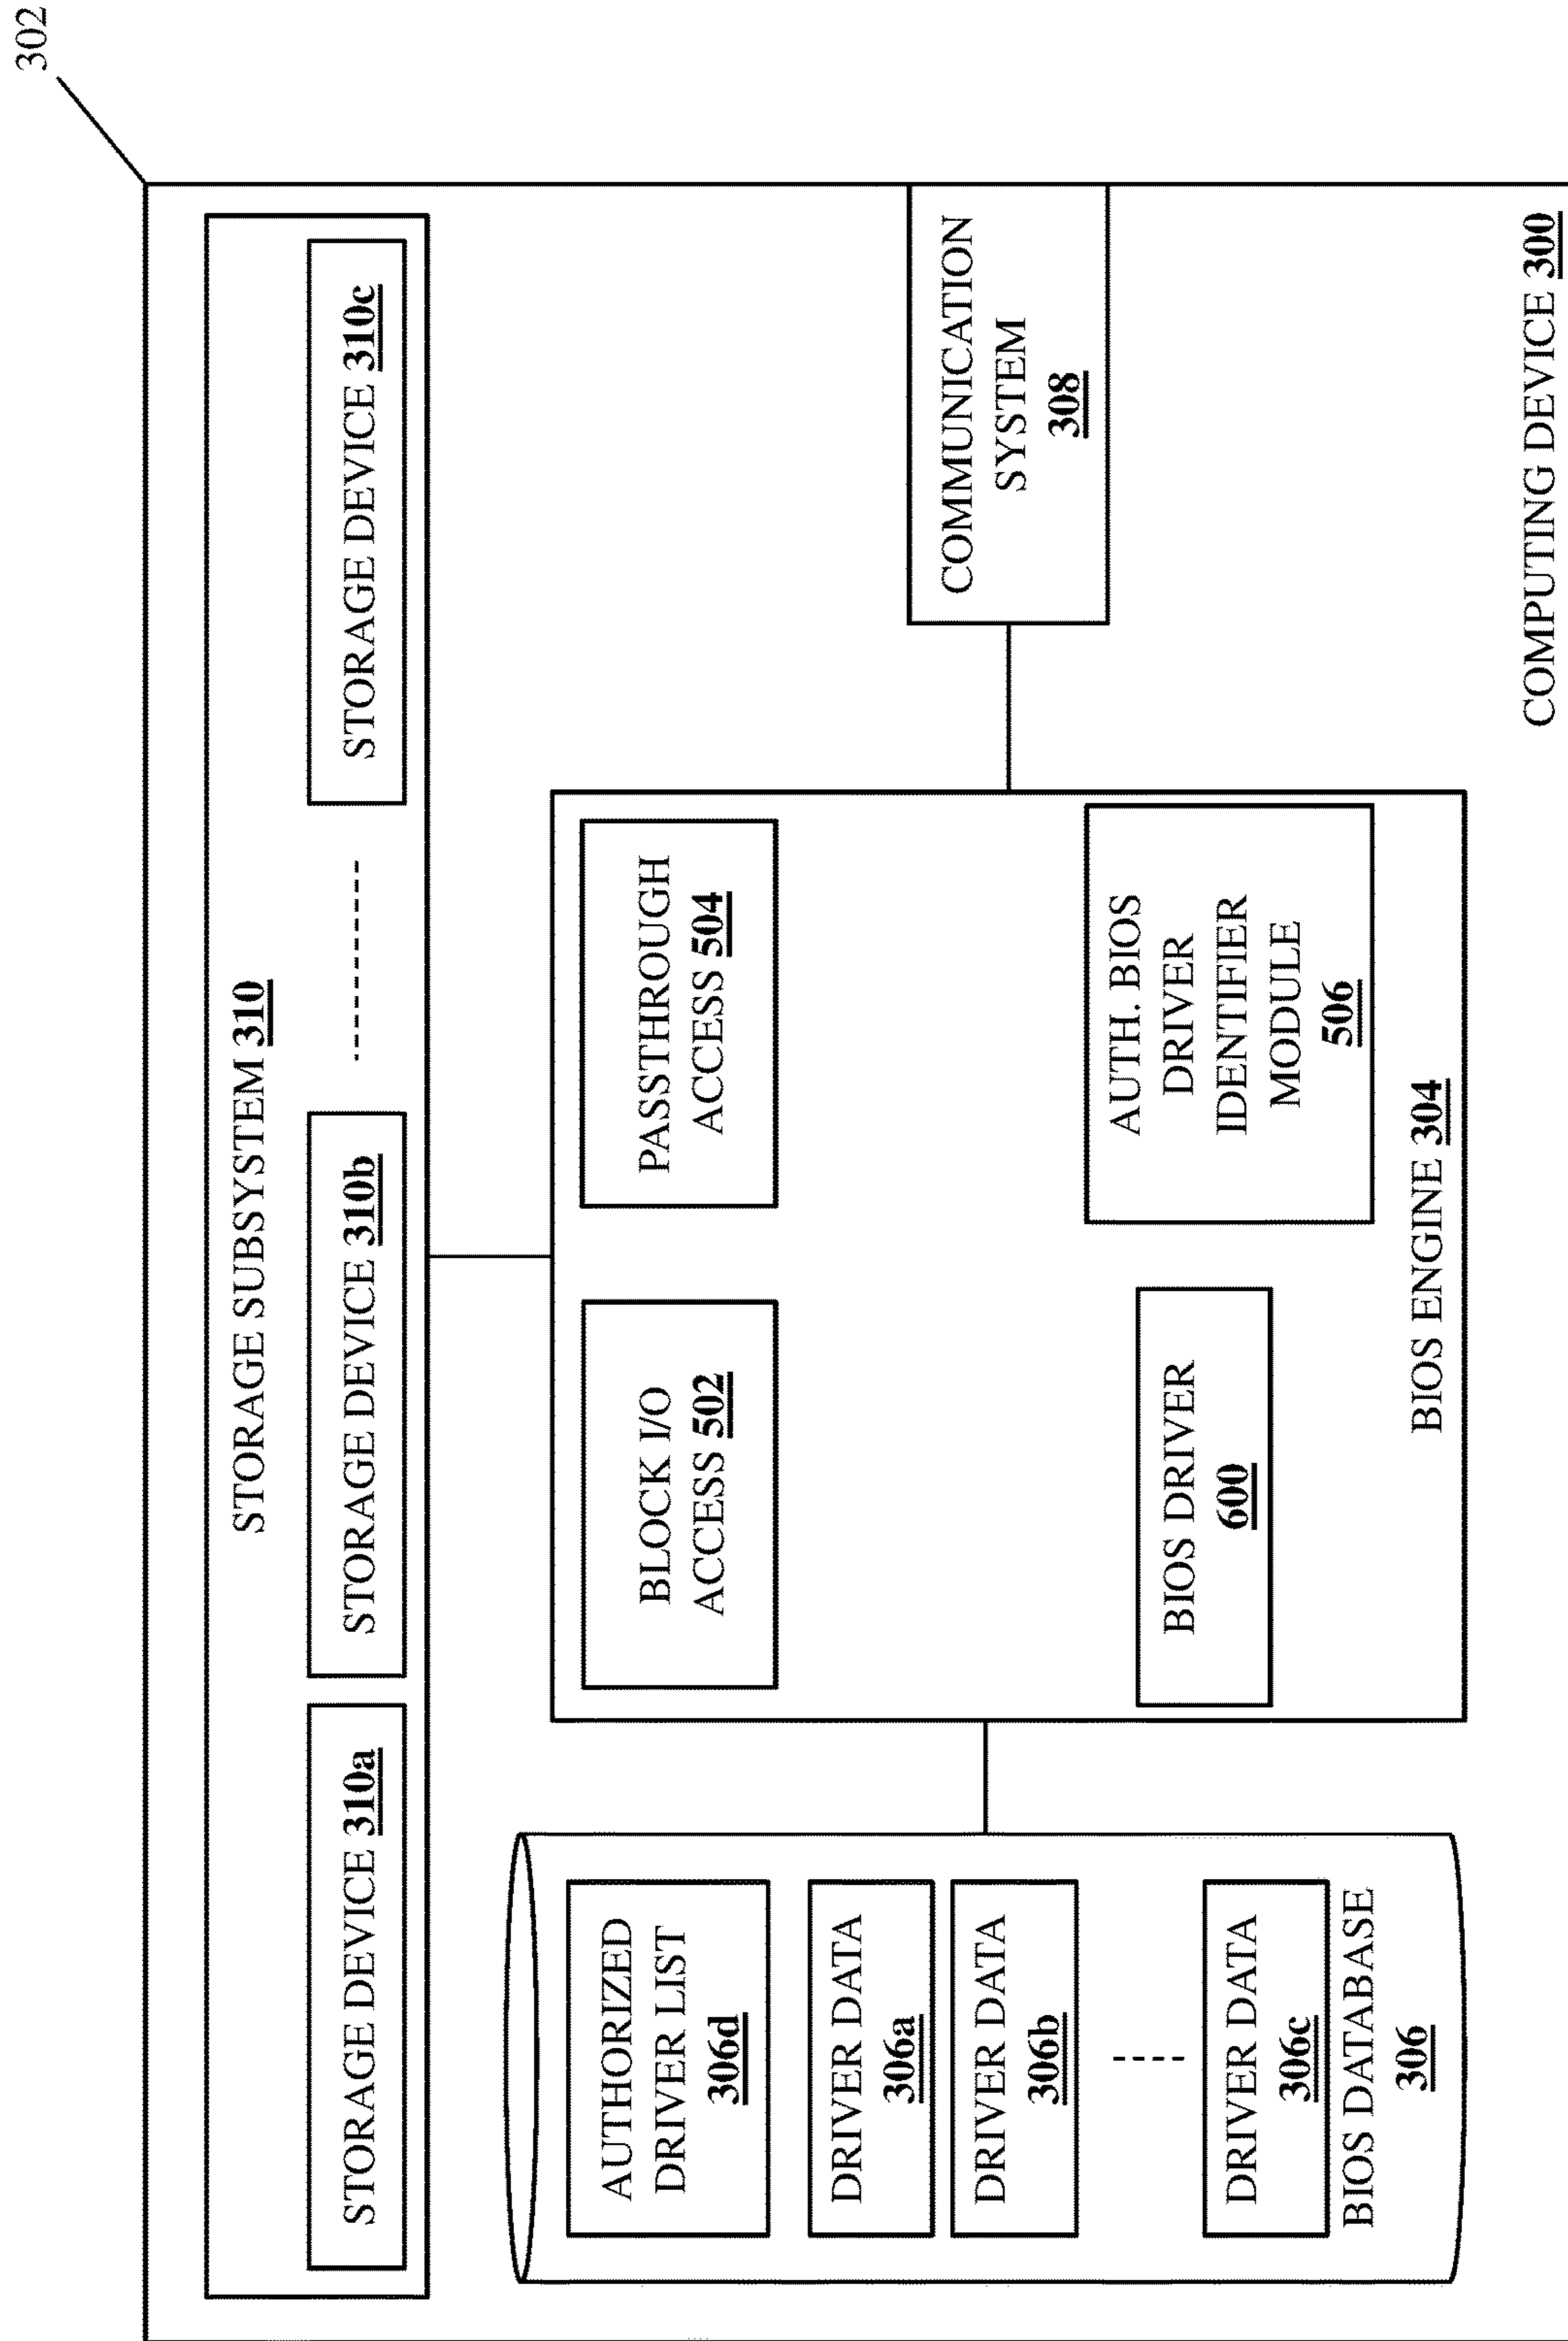 302
STORAGE SUBSYSTEM 310
STORAGE DEVICE 310a
STORAGE DEVICE 310b
STORAGE DEVICE 310c
AUTHORIZED
DRIVER LIST
306d
DRIVER DATA
306a
DRIVER DATA
306b
DRIVER DATA
306c
BIOS DATABASE
306
BLOCK I/O
ACCESS 502
PASSTHROUGH
ACCESS 504
BIOS DRIVER
600
AUTH. BIOS
DRIVER
IDENTIFIER
MODULE
506
BIOS ENGINE 304
COMMUNICATION
SYSTEM
308
COMPUTING DEVICE 300